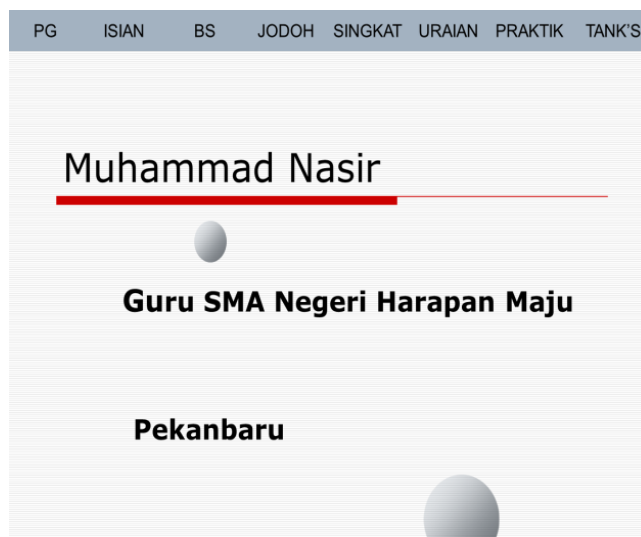 PG ISIAN BS JODOH SINGKAT URAIAN PRAKTIK TANK'S
Muhammad Nasir
Guru SMA Negeri Harapan Maju
Pekanbaru